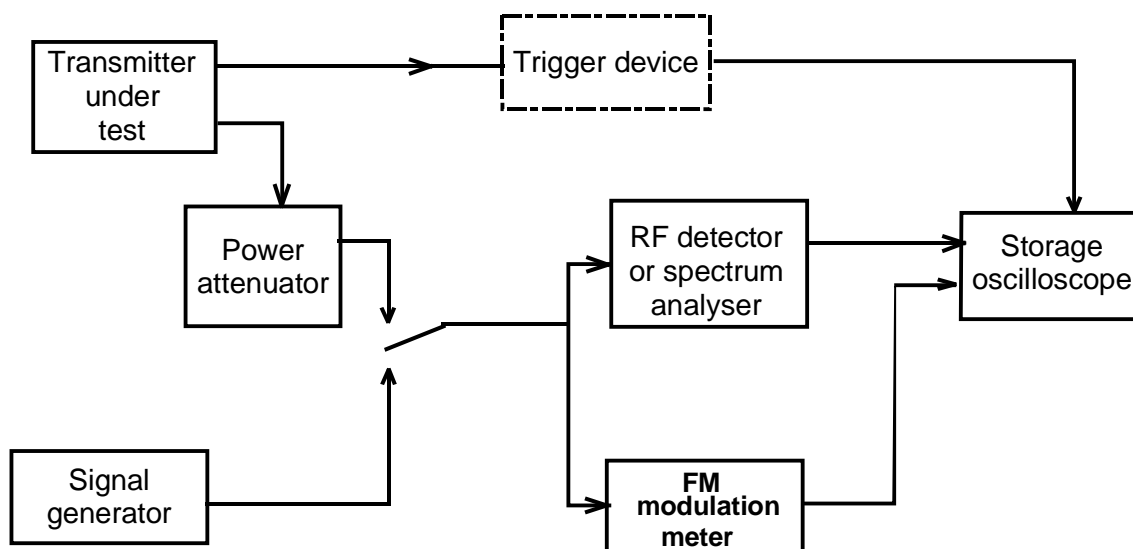 Transmitter
under
test
Trigger device
Power
attenuator
RF detector
or spectrum
analyser
Storage
oscilloscope
Signal
generator
FM
modulation
meter